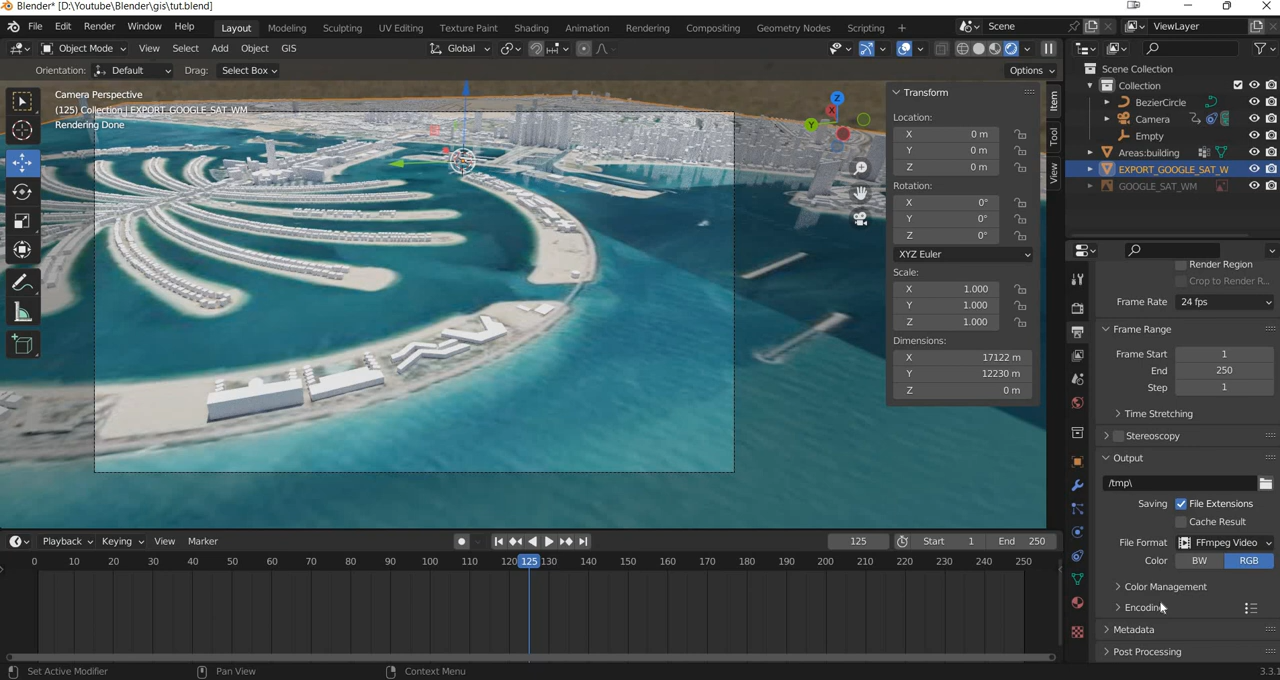 Blender* [D:\Youtube\Blender\gis\tut.blend]
File Edit Render Window Help Layout Modeling Sculpting UV Editing Texture Paint Shading Animation Rendering Compositing Geometry Nodes Scripting + Scene ViewLayer
Object Mode View Select Add Object GIS Global
Orientation: Default Drag: Select Box Options
Camera Perspective
(125) Collection | EXPORT_GOOGLE_SAT_WM
Rendering Done
Z
X
Y
Transform
Location:
X 0 m
Y 0 m
Z 0 m
Rotation:
X 0°
Y 0°
Z 0°
XYZ Euler
Scale:
X 1.000
Y 1.000
Z 1.000
Dimensions:
X 17122 m
Y 12230 m
Z 0 m
Item
Tool
View
Scene Collection
Collection
BezierCircle
Camera
Empty
Areas:building
EXPORT_GOOGLE_SAT_W
GOOGLE_SAT_WM
Render Region
Crop to Render R...
Frame Rate 24 fps
Frame Range
Frame Start 1
End 250
Step 1
Time Stretching
Stereoscopy
Output
/tmp\
Saving File Extensions
Cache Result
File Format FFmpeg Video
Color BW RGB
Color Management
Encoding
Metadata
Post Processing
Playback Keying View Marker 125 Start 1 End 250
0 10 20 30 40 50 60 70 80 90 100 110 120 125 130 140 150 160 170 180 190 200 210 220 230 240 250
Set Active Modifier Pan View Context Menu 3.3.1